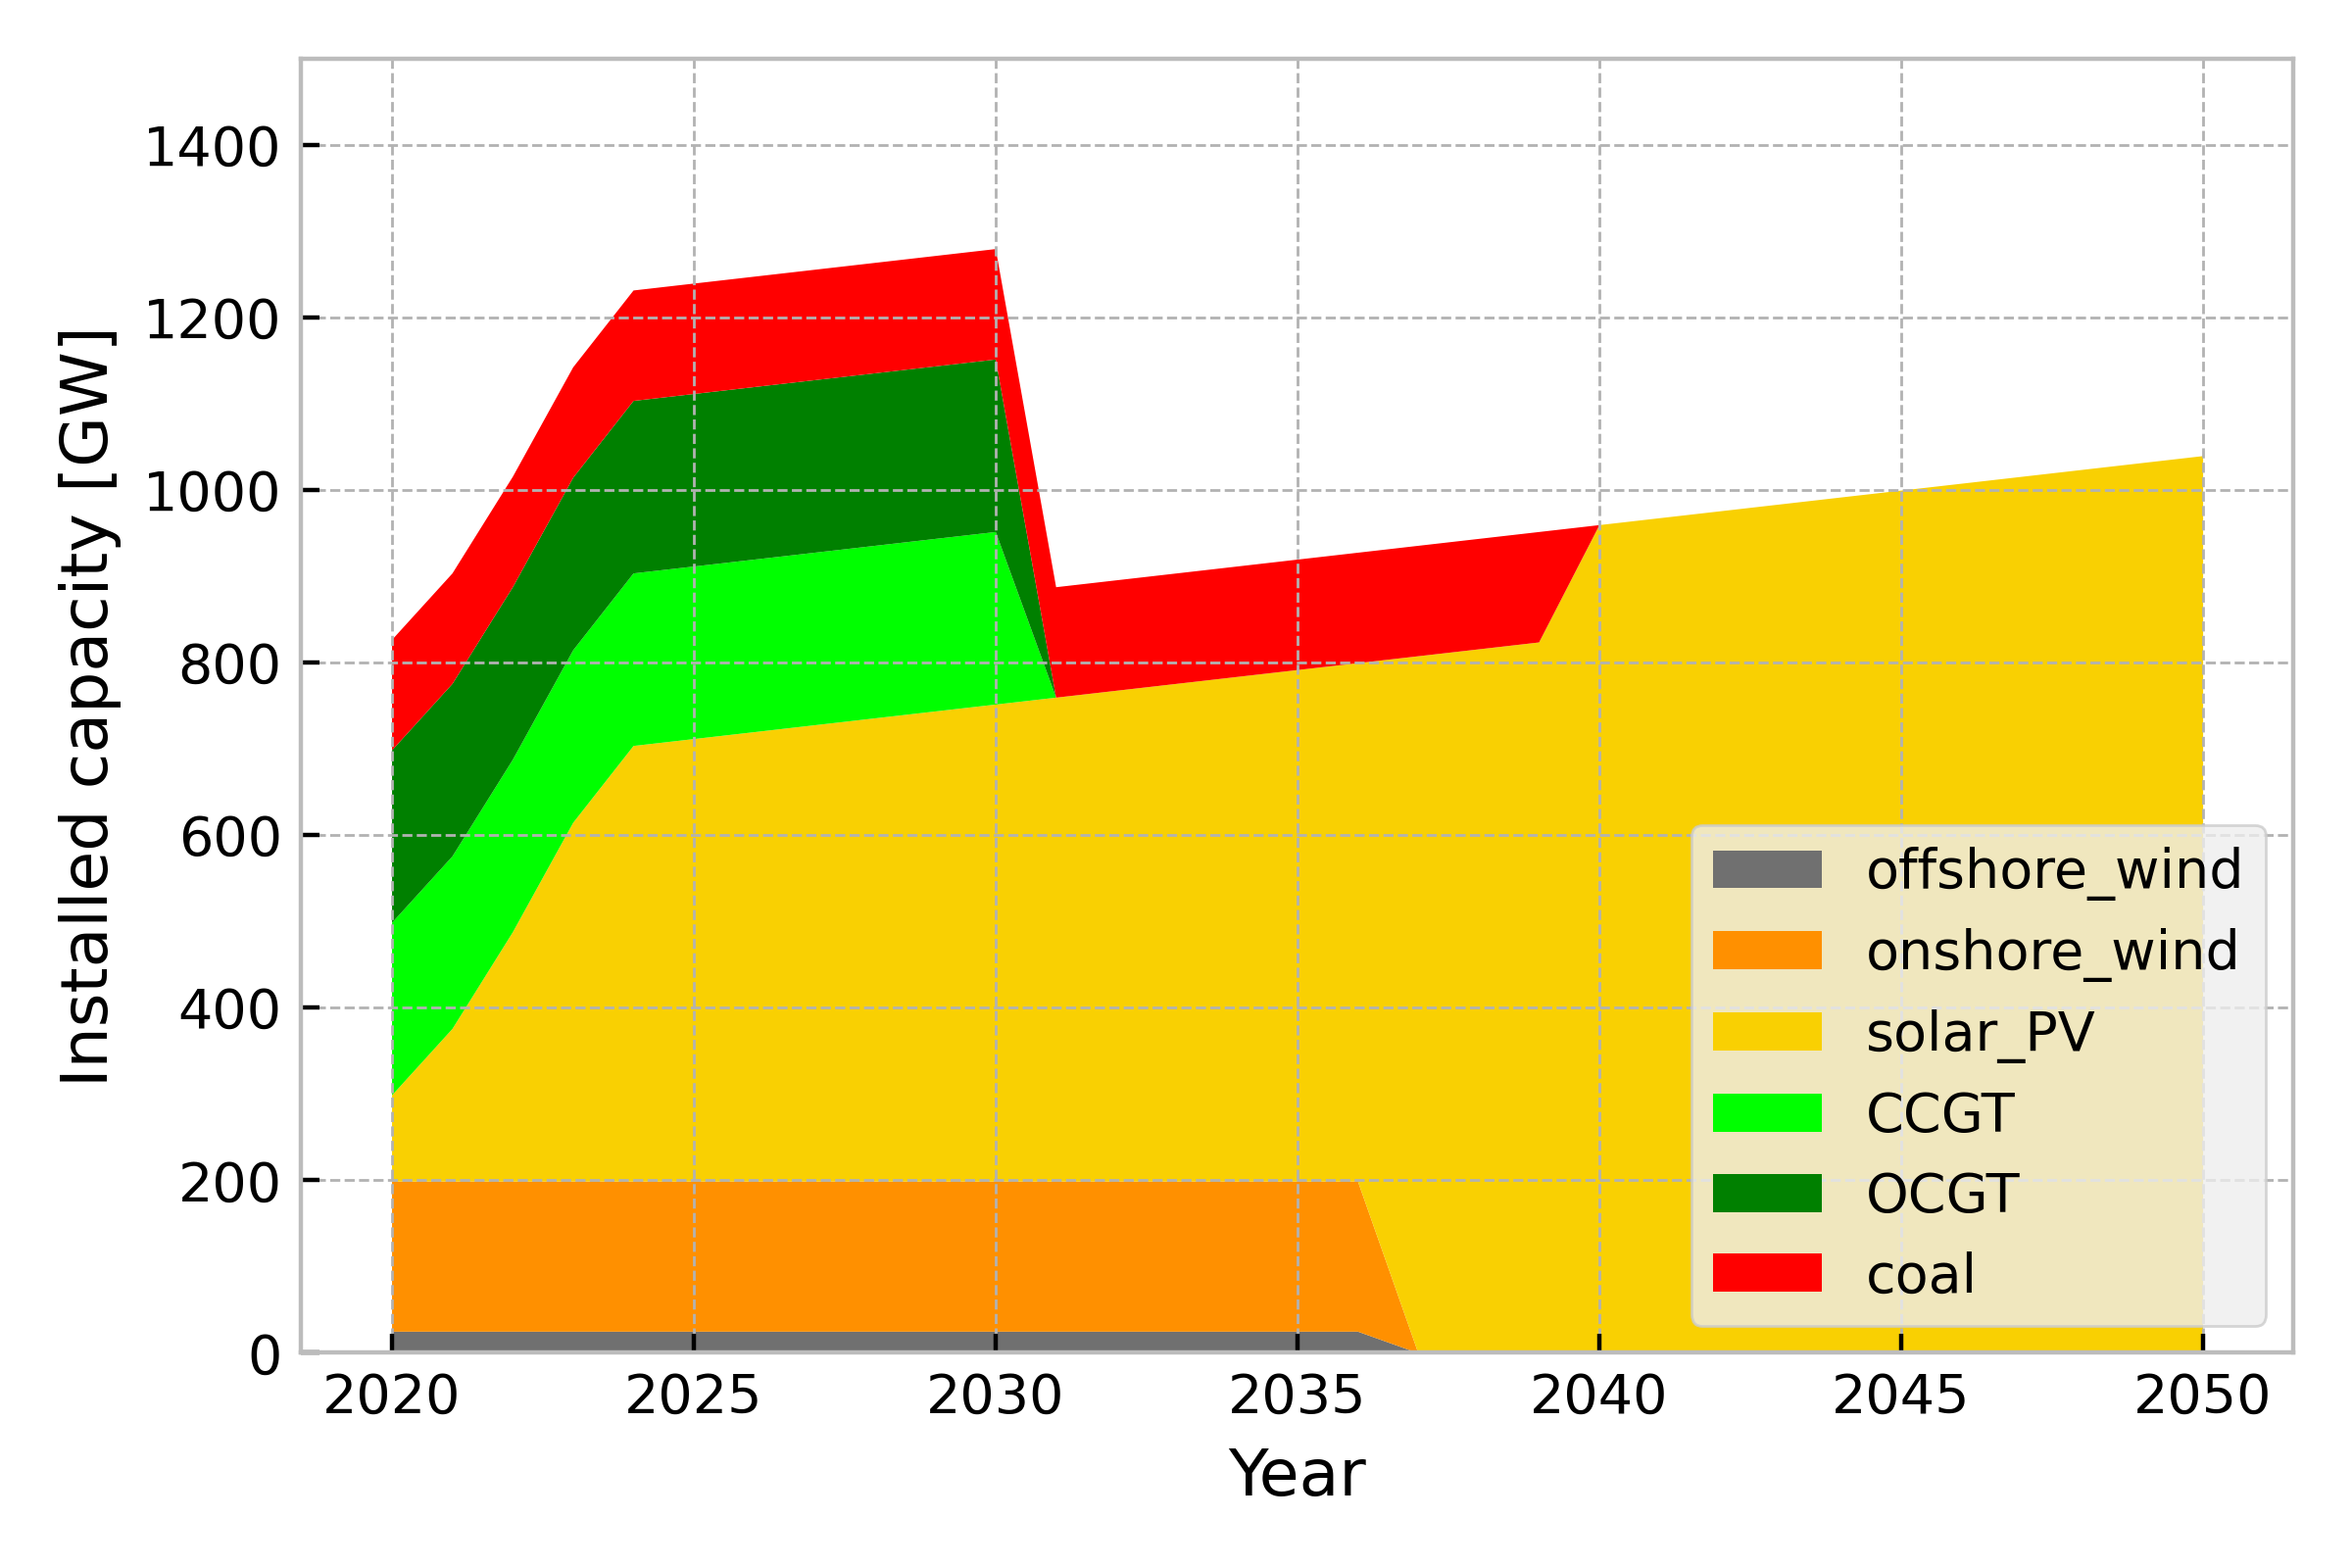 Installed capacity [GW]
1400
1200
1000
800
600
400
200
0
2020 2025 2030 2035 2040 2045 2050
Year
offshore_wind
onshore_wind
solar_PV
CCGT
OCGT
coal